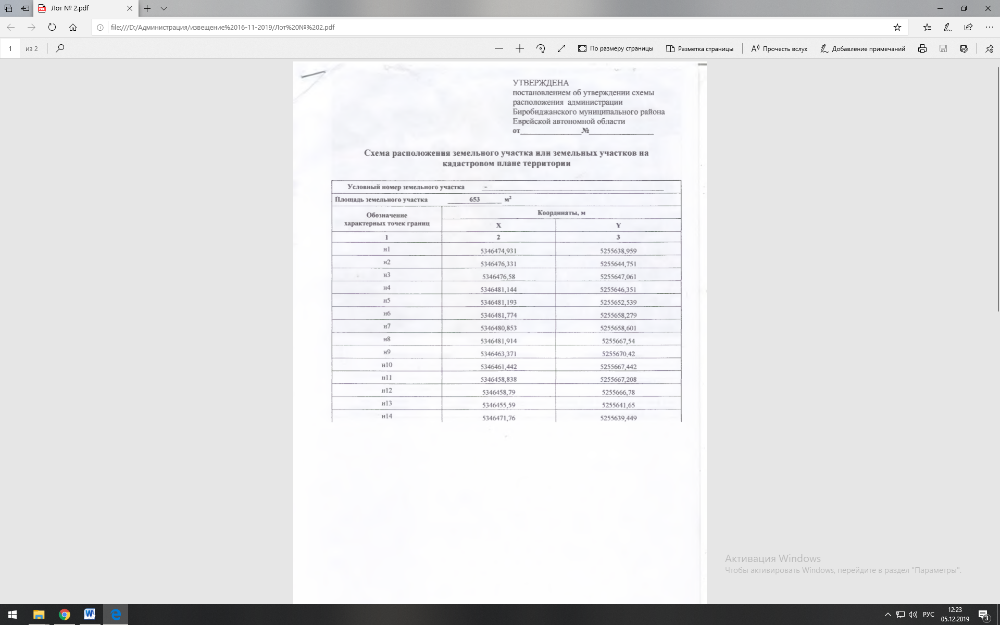 Лот № 2.pdf
file:///D:/Администрация/извещение%2016-11-2019/Лот%20№%202.pdf
1 из 2 По размеру страницы Разметка страницы Прочесть вслух Добавление примечаний
УТВЕРЖДЕНА
постановлением об утверждении схемы
расположения администрации
Биробиджанского муниципального района
Еврейской автономной области
от______________№_______________
Схема расположения земельного участка или земельных участков на
кадастровом плане территории
Условный номер земельного участка -
Площадь земельного участка 653 м²
Обозначение
характерных точек границ
Координаты, м
X Y
1 2 3
н1 5346474,931 5255638,959
н2 5346476,331 5255644,751
н3 5346476,58 5255647,061
н4 5346481,144 5255646,351
н5 5346481,193 5255652,539
н6 5346481,774 5255658,279
н7 5346480,853 5255658,601
н8 5346481,914 5255667,54
н9 5346463,371 5255670,42
н10 5346461,442 5255667,442
н11 5346458,838 5255667,208
н12 5346458,79 5255666,78
н13 5346455,59 5255641,65
н14 5346471,76 5255639,449
Активация Windows
Чтобы активировать Windows, перейдите в раздел "Параметры".
РУС
12:23
05.12.2019
3